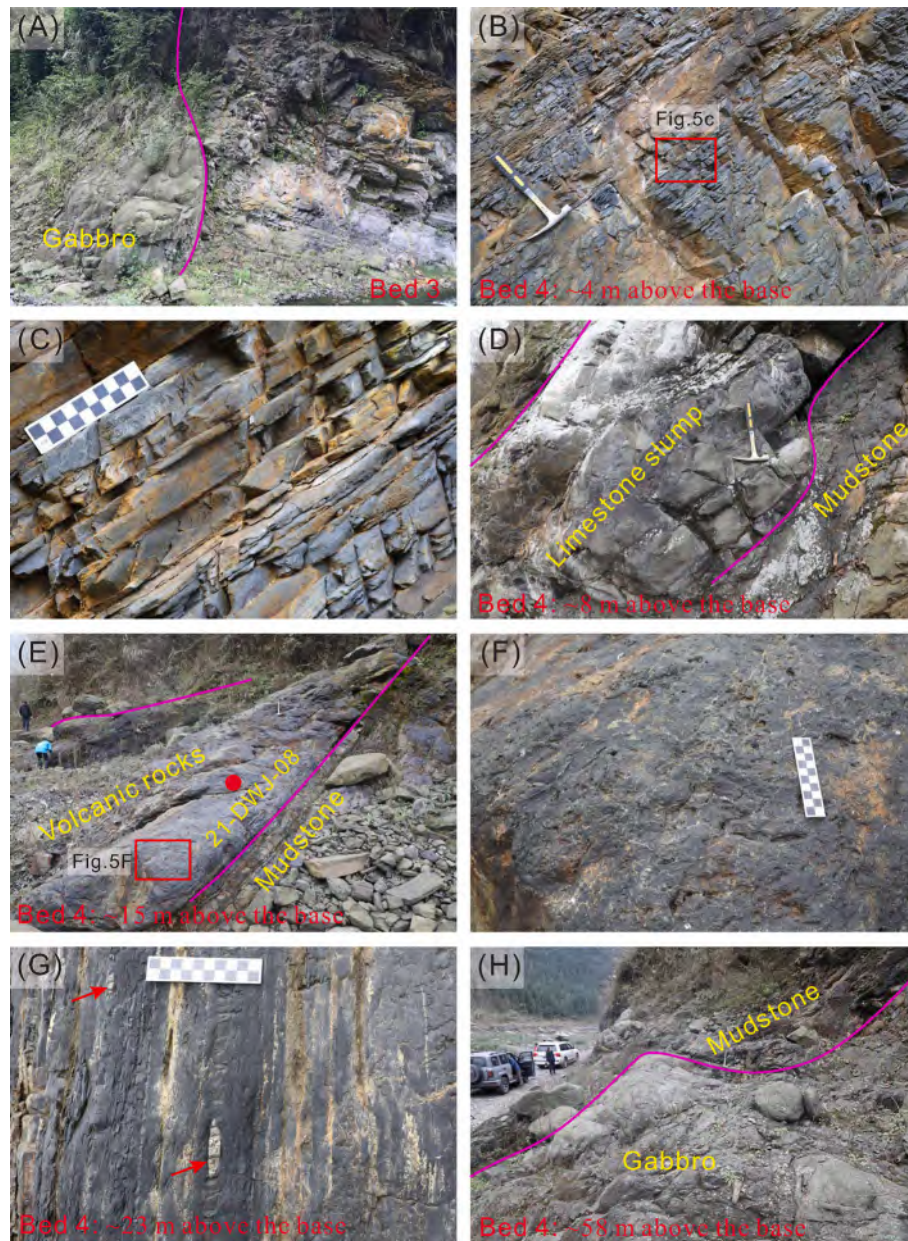 (A)
Gabbro
Bed 3
(B)
Fig.5c
Bed 4: ~4 m above the base
(C)
(D)
Limestone slump
Mudstone
Bed 4: ~8 m above the base
(E)
Volcanic rocks
21-DWJ-08
Mudstone
Fig.5F
Bed 4: ~15 m above the base
(F)
(G)
Bed 4: ~23 m above the base
(H)
Mudstone
Gabbro
Bed 4: ~58 m above the base